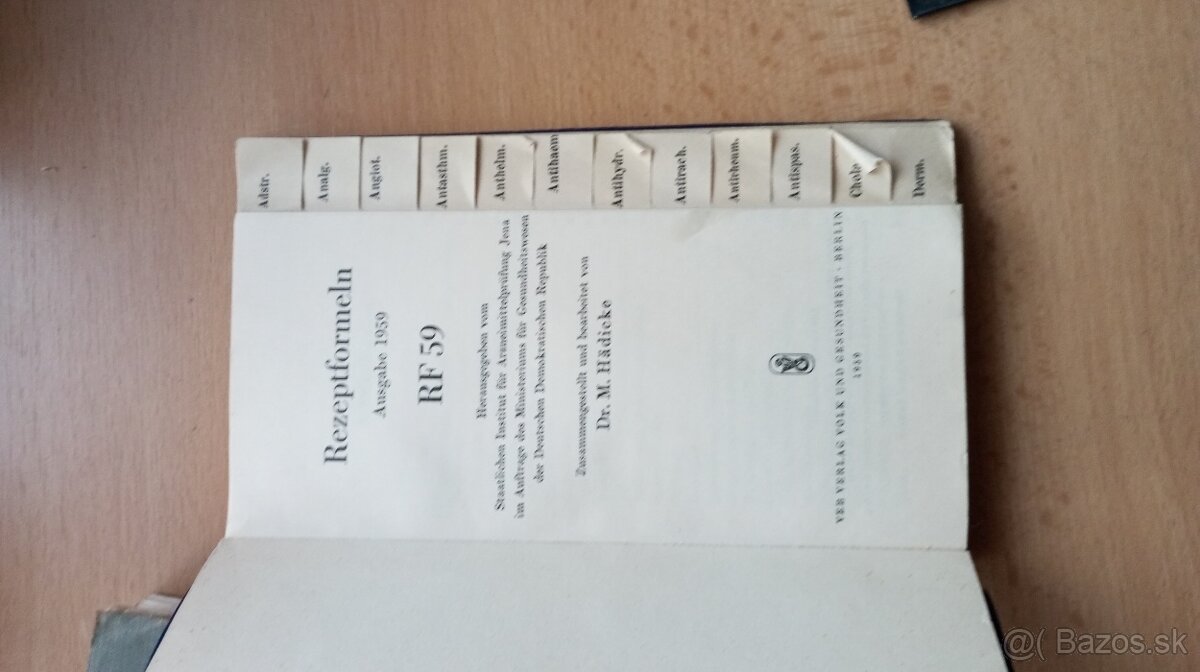 Rezeptformeln
Ausgabe 1959
RF 59
Herausgegeben vom
Staatlichen Institut für Arzneimittelprüfung Jena
im Auftrage des Ministeriums für Gesundheitswesen
der Deutschen Demokratischen Republik
Zusammengestellt und bearbeitet von
Dr. M. Hädicke
VEB VERLAG VOLK UND GESUNDHEIT · BERLIN
1959
Adstr.
Analg.
Angiot.
Antasthm.
Anthelm.
Antihaem
Antihydr.
Antirach.
Antirheum.
Antispas.
Chole
Derm.
@( Bazos.sk